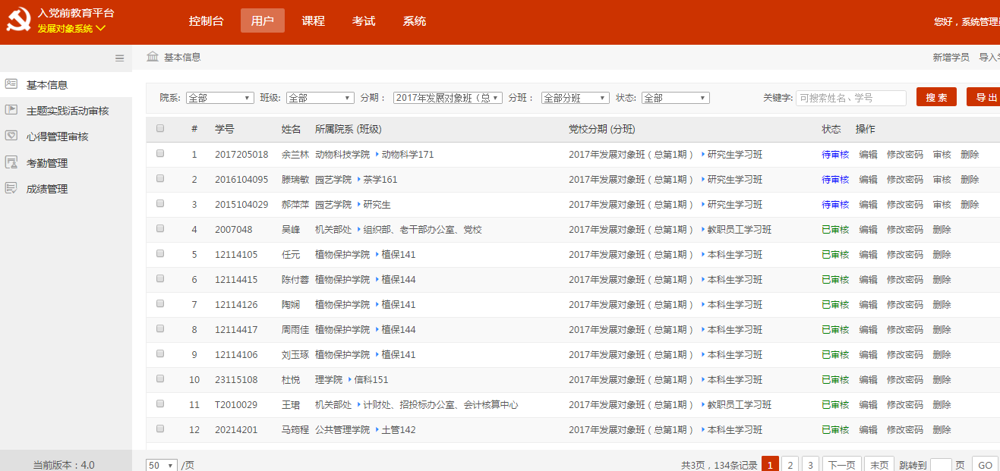 入党前教育平台
发展对象系统
控制台 用户 课程 考试 系统
您好，系统管理员
基本信息
新增学员 导入学
基本信息
主题实践活动审核
心得管理审核
考勤管理
成绩管理
院系: 全部 班级: 全部 分期： 2017年发展对象班（总 分班： 全部分班 状态: 全部 关键字: 可搜索姓名、学号 搜 索 导 出
# 学号 姓名 所属院系 (班级) 党校分期 (分班) 状态 操作
1 2017205018 余兰林 动物科技学院 动物科学171 2017年发展对象班（总第1期） 研究生学习班 待审核 编辑 修改密码 审核 删除
2 2016104095 滕瑞敏 园艺学院 茶学161 2017年发展对象班（总第1期） 研究生学习班 待审核 编辑 修改密码 审核 删除
3 2015104029 郝萍萍 园艺学院 研究生 2017年发展对象班（总第1期） 研究生学习班 待审核 编辑 修改密码 审核 删除
4 2007048 吴峰 机关部处 组织部、老干部办公室、党校 2017年发展对象班（总第1期） 教职员工学习班 已审核 编辑 修改密码 删除
5 12114105 任元 植物保护学院 植保141 2017年发展对象班（总第1期） 本科生学习班 已审核 编辑 修改密码 删除
6 12114415 陈付蓉 植物保护学院 植保144 2017年发展对象班（总第1期） 本科生学习班 已审核 编辑 修改密码 删除
7 12114126 陶娴 植物保护学院 植保141 2017年发展对象班（总第1期） 本科生学习班 已审核 编辑 修改密码 删除
8 12114417 周雨佳 植物保护学院 植保144 2017年发展对象班（总第1期） 本科生学习班 已审核 编辑 修改密码 删除
9 12114106 刘玉琢 植物保护学院 植保141 2017年发展对象班（总第1期） 本科生学习班 已审核 编辑 修改密码 删除
10 23115108 杜悦 理学院 信科151 2017年发展对象班（总第1期） 本科生学习班 已审核 编辑 修改密码 删除
11 T2010029 王珺 机关部处 计财处、招投标办公室、会计核算中心 2017年发展对象班（总第1期） 教职员工学习班 已审核 编辑 修改密码 删除
12 20214201 马筠程 公共管理学院 土管142 2017年发展对象班（总第1期） 本科生学习班 已审核 编辑 修改密码 删除
当前版本：4.0
50 /页
共3页，134条记录 1 2 3 下一页 末页 跳转到 页 GO